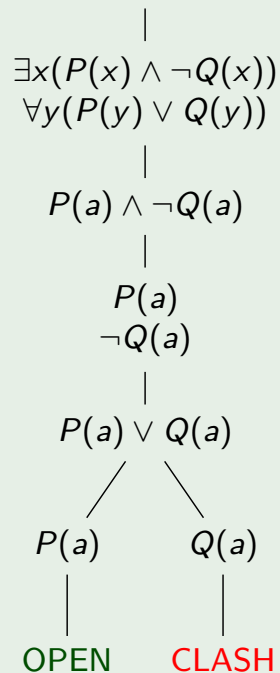 ∃x(P(x) ∧ ¬Q(x))
∀y(P(y) ∨ Q(y))
P(a) ∧ ¬Q(a)
P(a)
¬Q(a)
P(a) ∨ Q(a)
P(a) Q(a)
OPEN CLASH